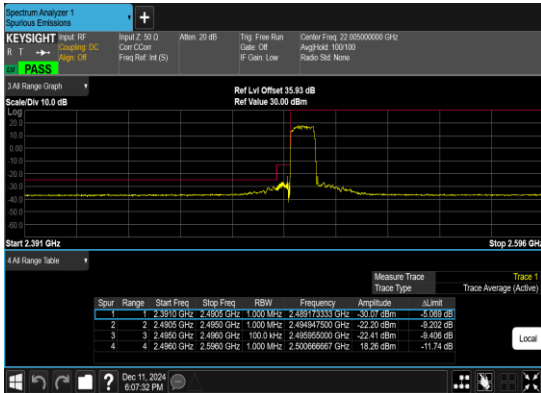 Spectrum Analyzer 1
Spurious Emissions
KEYSIGHT Input: RF Input Z: 50 Ω Atten: 20 dB Trig: Free Run Center Freq: 22.005000000 GHz
R T Coupling: DC Corr CCorr Gate: Off Avg|Hold: 100/100
Align: Off Freq Ref: Int (S) IF Gain: Low Radio Std: None
PASS
3 All Range Graph
Ref Lvl Offset 35.93 dB
Scale/Div 10.0 dB Ref Value 30.00 dBm
Log
20.0
10.0
0.00
-10.0
-20.0
-30.0
-40.0
-50.0
-60.0
Start 2.391 GHz Stop 2.596 GHz
4 All Range Table
Measure Trace Trace 1
Trace Type Trace Average (Active)
Spur Range Start Freq Stop Freq RBW Frequency Amplitude ΔLimit
1 1 2.3910 GHz 2.4905 GHz 1.000 MHz 2.489173333 GHz -30.07 dBm -5.069 dB
2 2 2.4905 GHz 2.4950 GHz 1.000 MHz 2.494947500 GHz -22.20 dBm -9.202 dB
3 3 2.4950 GHz 2.4960 GHz 100.0 kHz 2.495955000 GHz -22.41 dBm -9.406 dB
4 4 2.4960 GHz 2.5960 GHz 1.000 MHz 2.500666667 GHz 18.26 dBm -11.74 dB
Local
Dec 11, 2024
6:07:32 PM